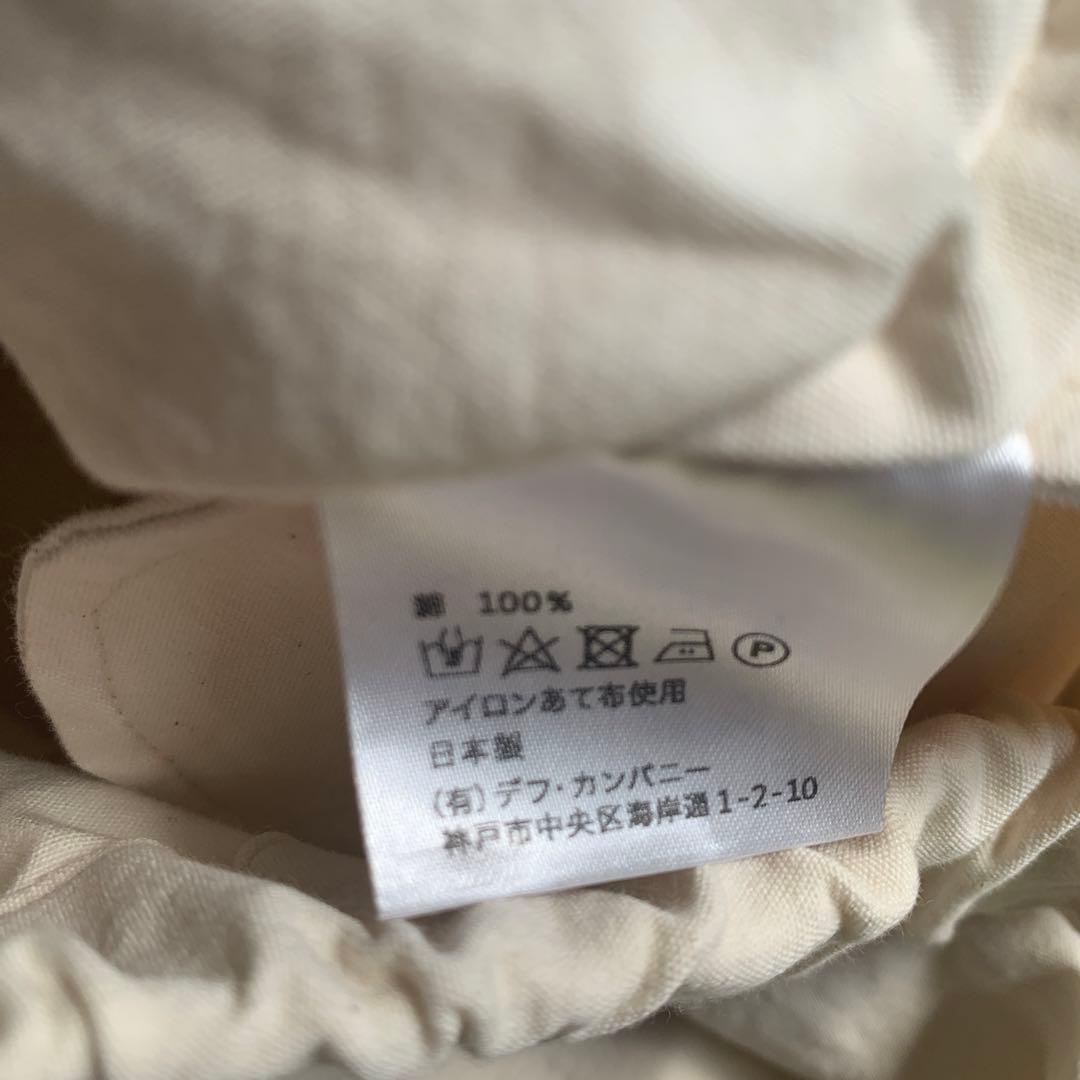 綿 100%
P
アイロンあて布使用
日本製
(有)デフ・カンパニー
神戸市中央区海岸通1-2-10